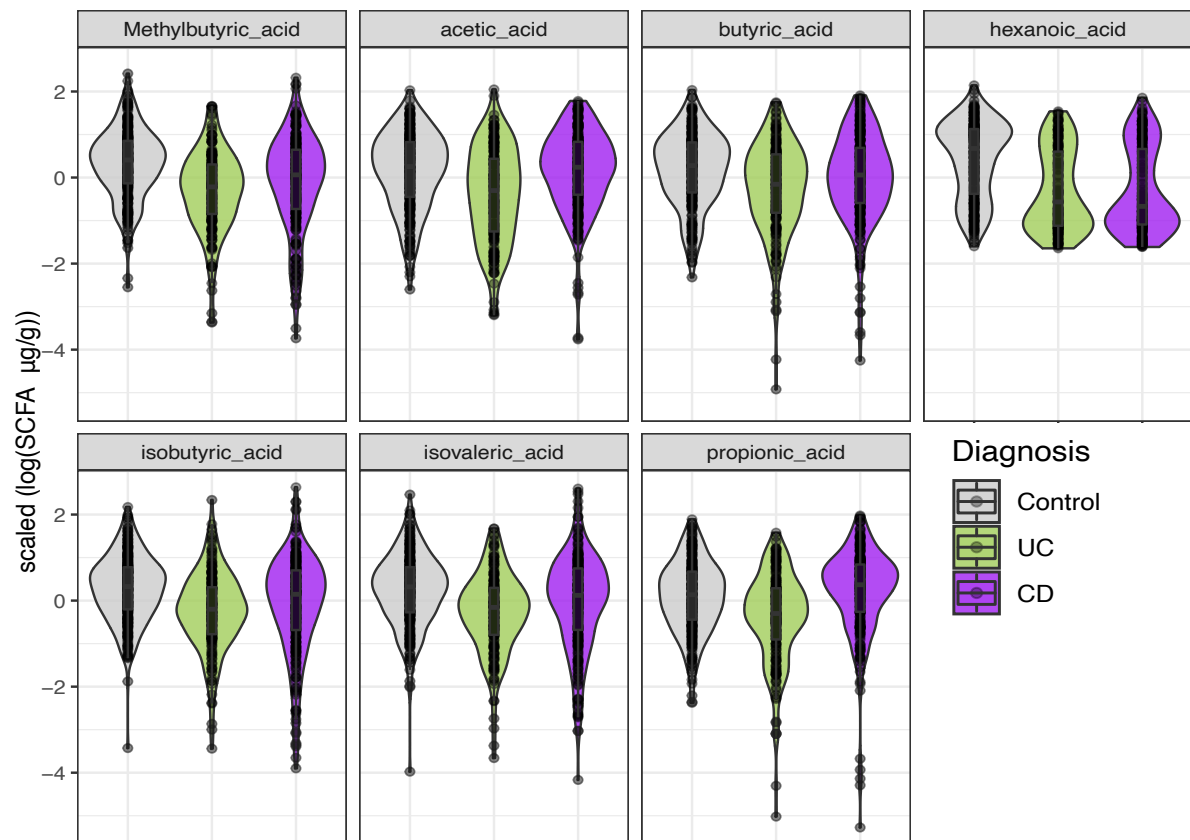 Methylbutyric_acid acetic_acid butyric_acid hexanoic_acid
2
0
−2
−4
scaled (log(SCFA µg/g))
isobutyric_acid isovaleric_acid propionic_acid
2
0
−2
−4
Diagnosis
Control
UC
CD